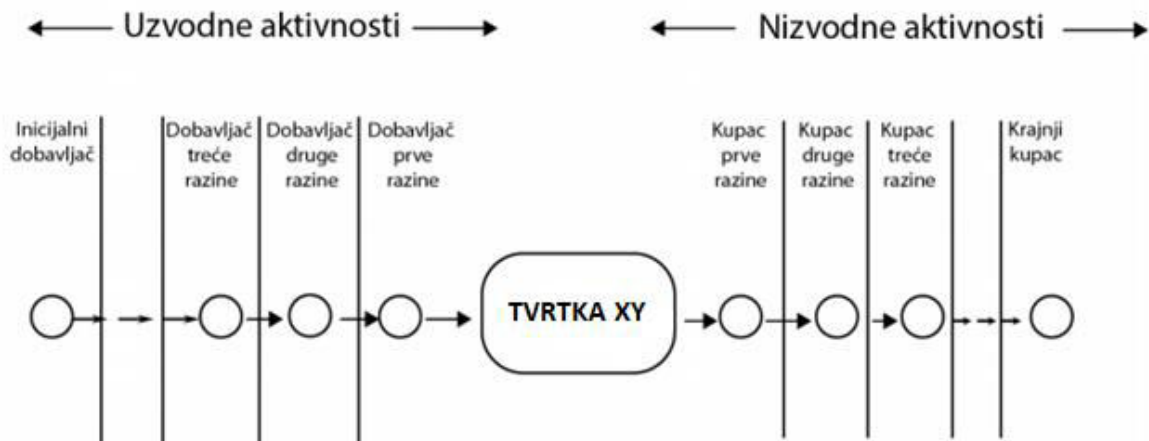 Uzvodne aktivnosti
Nizvodne aktivnosti
Inicijalni
dobavljač
Dobavljač
treće
razine
Dobavljač
druge
razine
Dobavljač
prve
razine
Kupac
prve
razine
Kupac
druge
razine
Kupac
treće
razine
Krajnji
kupac
TVRTKA XY